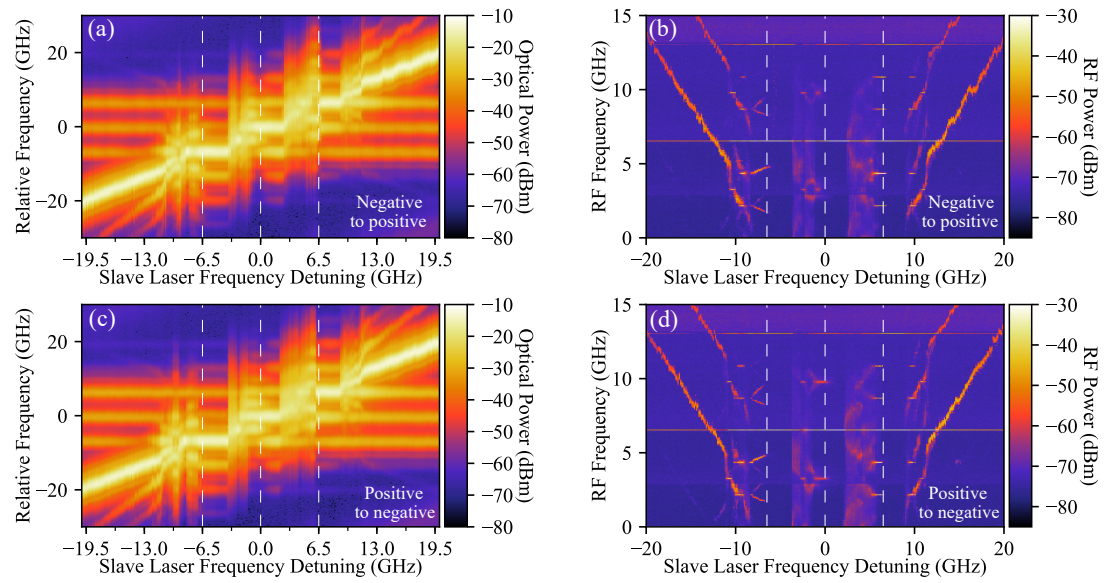 (a)
Negative
to positive
20
0
−20
Relative Frequency (GHz)
−19.5 −13.0 −6.5 0.0 6.5 13.0 19.5
Slave Laser Frequency Detuning (GHz)
−10
−20
−30
−40
−50
−60
−70
−80
Optical Power (dBm)
(b)
Negative
to positive
15
10
5
0
RF Frequency (GHz)
−20 −10 0 10 20
Slave Laser Frequency Detuning (GHz)
−30
−40
−50
−60
−70
−80
RF Power (dBm)
(c)
Positive
to negative
20
0
−20
Relative Frequency (GHz)
−19.5 −13.0 −6.5 0.0 6.5 13.0 19.5
Slave Laser Frequency Detuning (GHz)
−10
−20
−30
−40
−50
−60
−70
−80
Optical Power (dBm)
(d)
Positive
to negative
15
10
5
0
RF Frequency (GHz)
−20 −10 0 10 20
Slave Laser Frequency Detuning (GHz)
−30
−40
−50
−60
−70
−80
RF Power (dBm)